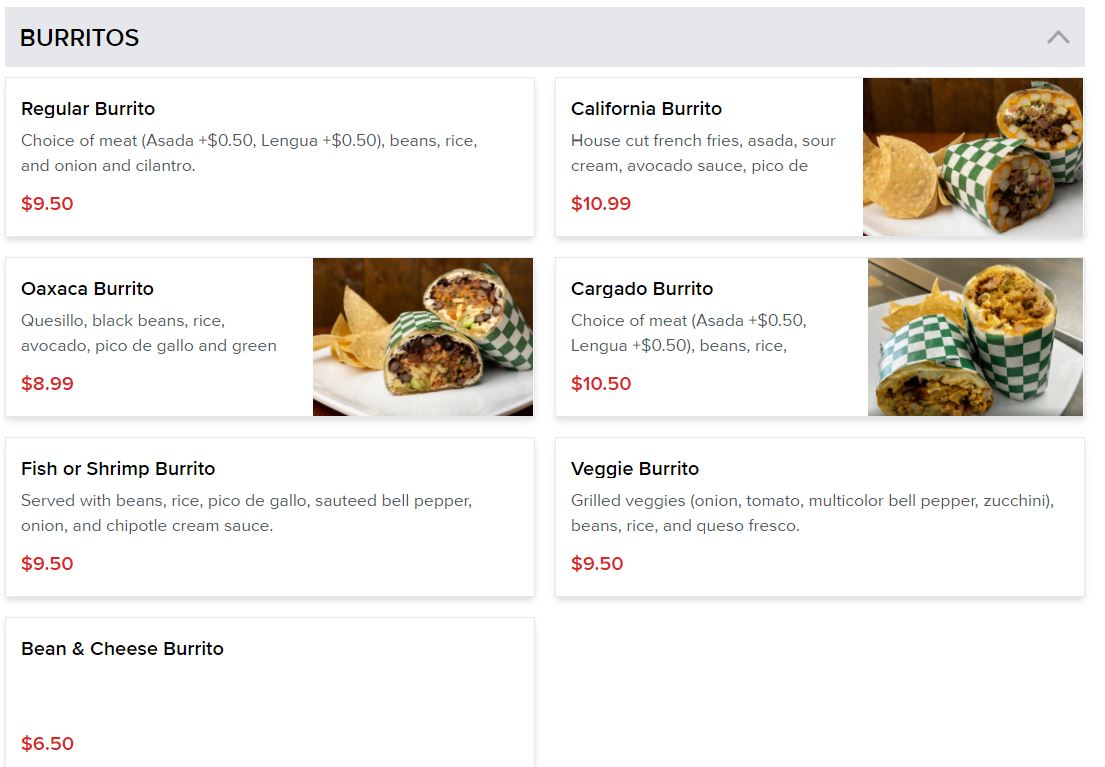 BURRITOS
Regular Burrito
Choice of meat (Asada +$0.50, Lengua +$0.50), beans, rice,
and onion and cilantro.
$9.50
California Burrito
House cut french fries, asada, sour
cream, avocado sauce, pico de
$10.99
Oaxaca Burrito
Quesillo, black beans, rice,
avocado, pico de gallo and green
$8.99
Cargado Burrito
Choice of meat (Asada +$0.50,
Lengua +$0.50), beans, rice,
$10.50
Fish or Shrimp Burrito
Served with beans, rice, pico de gallo, sauteed bell pepper,
onion, and chipotle cream sauce.
$9.50
Veggie Burrito
Grilled veggies (onion, tomato, multicolor bell pepper, zucchini),
beans, rice, and queso fresco.
$9.50
Bean & Cheese Burrito
$6.50